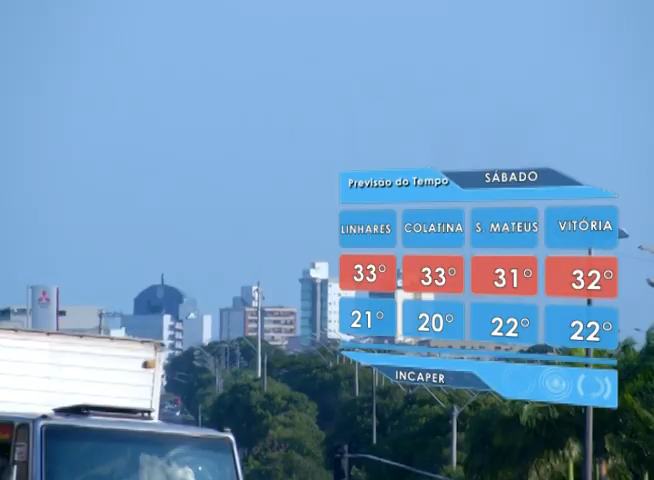 Previsão do Tempo SÁBADO
LINHARES COLATINA S. MATEUS VITÓRIA
33° 33° 31° 32°
21° 20° 22° 22°
INCAPER